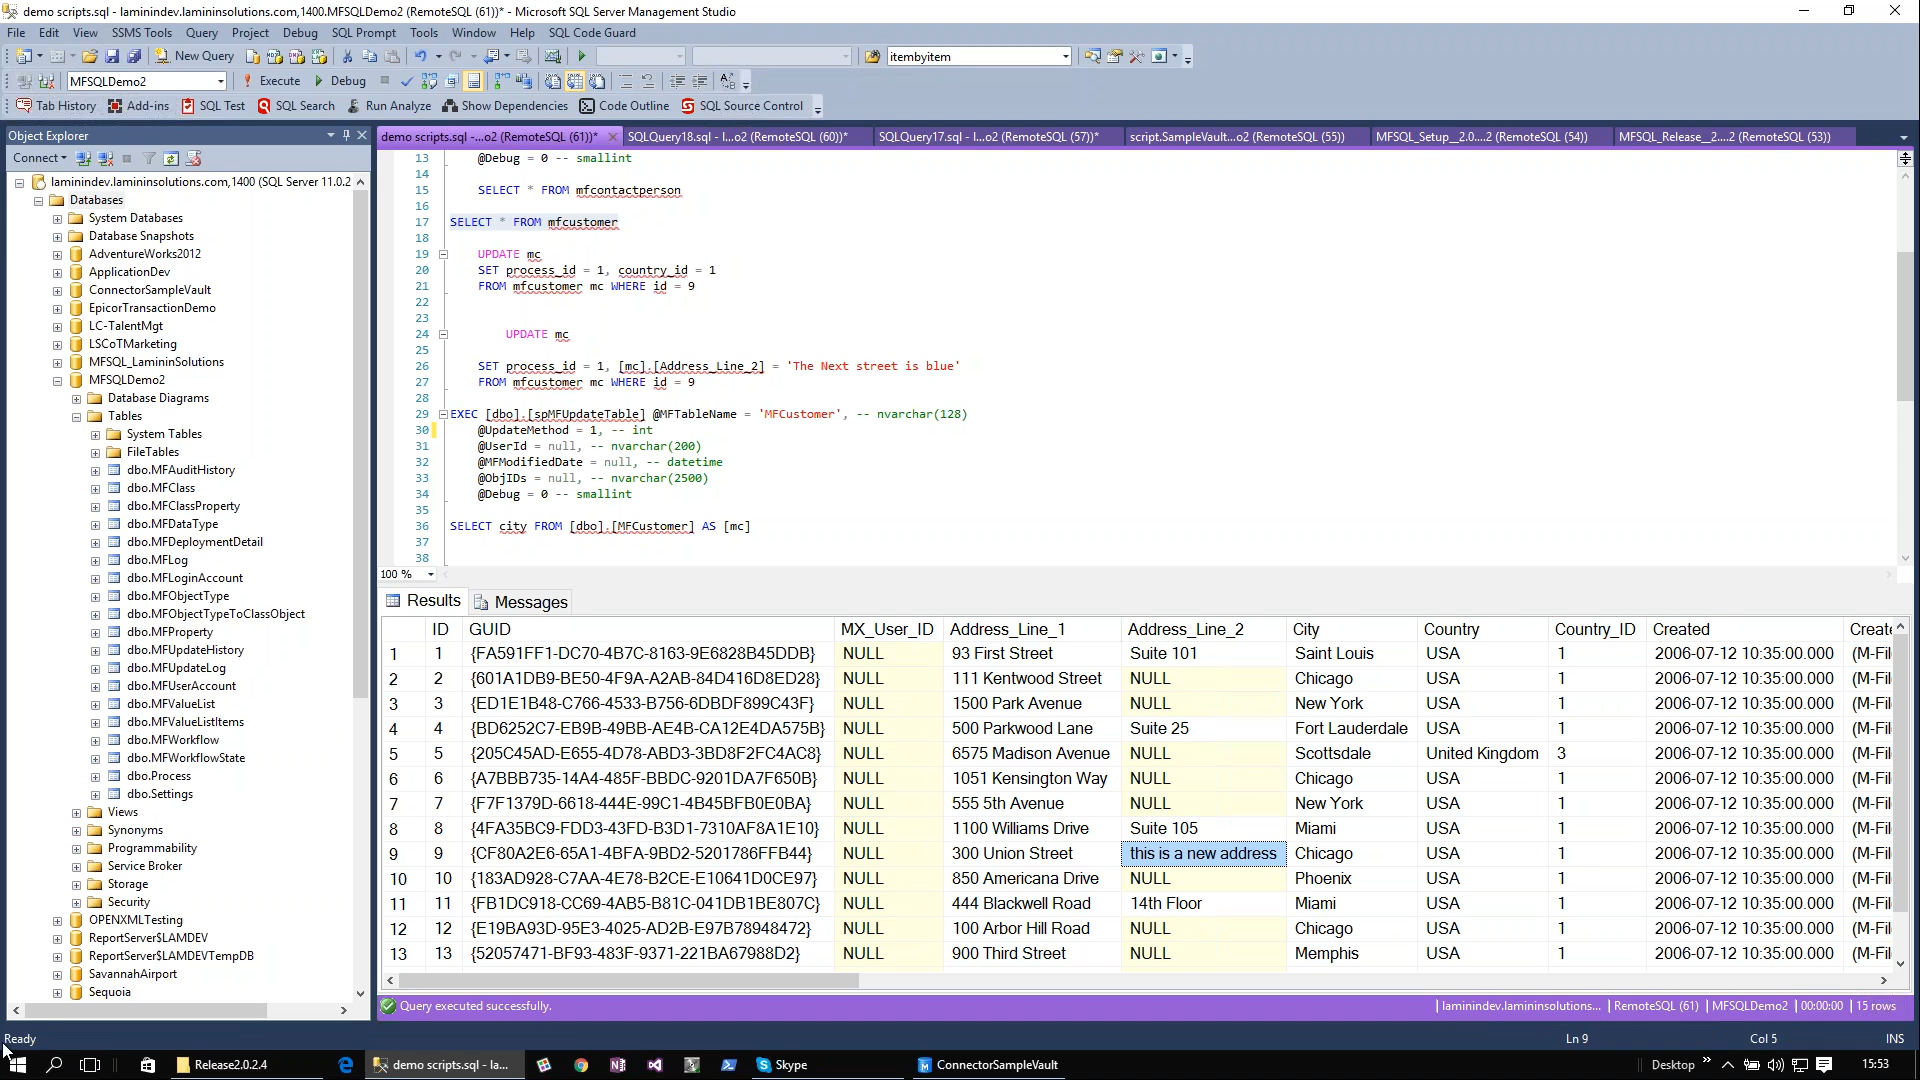 demo scripts.sql - laminindev.lamininsolutions.com,1400.MFSQLDemo2 (RemoteSQL (61))* - Microsoft SQL Server Management Studio
File Edit View SSMS Tools Query Project Debug SQL Prompt Tools Window Help SQL Code Guard
New Query itembyitem
MFSQLDemo2 Execute Debug
Tab History Add-ins SQL Test SQL Search Run Analyze Show Dependencies Code Outline SQL Source Control
Object Explorer
Connect
laminindev.lamininsolutions.com,1400 (SQL Server 11.0.2
Databases
System Databases
Database Snapshots
AdventureWorks2012
ApplicationDev
ConnectorSampleVault
EpicorTransactionDemo
LC-TalentMgt
LSCoTMarketing
MFSQL_LamininSolutions
MFSQLDemo2
Database Diagrams
Tables
System Tables
FileTables
dbo.MFAuditHistory
dbo.MFClass
dbo.MFClassProperty
dbo.MFDataType
dbo.MFDeploymentDetail
dbo.MFLog
dbo.MFLoginAccount
dbo.MFObjectType
dbo.MFObjectTypeToClassObject
dbo.MFProperty
dbo.MFUpdateHistory
dbo.MFUpdateLog
dbo.MFUserAccount
dbo.MFValueList
dbo.MFValueListItems
dbo.MFWorkflow
dbo.MFWorkflowState
dbo.Process
dbo.Settings
Views
Synonyms
Programmability
Service Broker
Storage
Security
OPENXMLTesting
ReportServer$LAMDEV
ReportServer$LAMDEVTempDB
SavannahAirport
Sequoia
demo scripts.sql -...o2 (RemoteSQL (61))* SQLQuery18.sql - l...o2 (RemoteSQL (60))* SQLQuery17.sql - l...o2 (RemoteSQL (57))* script.SampleVault...o2 (RemoteSQL (55)) MFSQL_Setup__2.0....2 (RemoteSQL (54)) MFSQL_Release__2....2 (RemoteSQL (53))
13 @Debug = 0 -- smallint
14
15 SELECT * FROM mfcontactperson
16
17 SELECT * FROM mfcustomer
18
19 UPDATE mc
20 SET process_id = 1, country_id = 1
21 FROM mfcustomer mc WHERE id = 9
22
23
24 UPDATE mc
25
26 SET process_id = 1, [mc].[Address_Line_2] = 'The Next street is blue'
27 FROM mfcustomer mc WHERE id = 9
28
29 EXEC [dbo].[spMFUpdateTable] @MFTableName = 'MFCustomer', -- nvarchar(128)
30 @UpdateMethod = 1, -- int
31 @UserId = null, -- nvarchar(200)
32 @MFModifiedDate = null, -- datetime
33 @ObjIDs = null, -- nvarchar(2500)
34 @Debug = 0 -- smallint
35
36 SELECT city FROM [dbo].[MFCustomer] AS [mc]
37
38
100 %
Results Messages
ID GUID MX_User_ID Address_Line_1 Address_Line_2 City Country Country_ID Created Create
1 1 {FA591FF1-DC70-4B7C-8163-9E6828B45DDB} NULL 93 First Street Suite 101 Saint Louis USA 1 2006-07-12 10:35:00.000 (M-Fil
2 2 {601A1DB9-BE50-4F9A-A2AB-84D416D8ED28} NULL 111 Kentwood Street NULL Chicago USA 1 2006-07-12 10:35:00.000 (M-Fil
3 3 {ED1E1B48-C766-4533-B756-6DBDF899C43F} NULL 1500 Park Avenue NULL New York USA 1 2006-07-12 10:35:00.000 (M-Fil
4 4 {BD6252C7-EB9B-49BB-AE4B-CA12E4DA575B} NULL 500 Parkwood Lane Suite 25 Fort Lauderdale USA 1 2006-07-12 10:35:00.000 (M-Fil
5 5 {205C45AD-E655-4D78-ABD3-3BD8F2FC4AC8} NULL 6575 Madison Avenue NULL Scottsdale United Kingdom 3 2006-07-12 10:35:00.000 (M-Fil
6 6 {A7BBB735-14A4-485F-BBDC-9201DA7F650B} NULL 1051 Kensington Way NULL Chicago USA 1 2006-07-12 10:35:00.000 (M-Fil
7 7 {F7F1379D-6618-444E-99C1-4B45BFB0E0BA} NULL 555 5th Avenue NULL New York USA 1 2006-07-12 10:35:00.000 (M-Fil
8 8 {4FA35BC9-FDD3-43FD-B3D1-7310AF8A1E10} NULL 1100 Williams Drive Suite 105 Miami USA 1 2006-07-12 10:35:00.000 (M-Fil
9 9 {CF80A2E6-65A1-4BFA-9BD2-5201786FFB44} NULL 300 Union Street this is a new address Chicago USA 1 2006-07-12 10:35:00.000 (M-Fil
10 10 {183AD928-C7AA-4E78-B2CE-E10641D0CE97} NULL 850 Americana Drive NULL Phoenix USA 1 2006-07-12 10:35:00.000 (M-Fil
11 11 {FB1DC918-CC69-4AB5-B81C-041DB1BE807C} NULL 444 Blackwell Road 14th Floor Miami USA 1 2006-07-12 10:35:00.000 (M-Fil
12 12 {E19BA93D-95E3-4025-AD2B-E97B78948472} NULL 100 Arbor Hill Road NULL Chicago USA 1 2006-07-12 10:35:00.000 (M-Fil
13 13 {52057471-BF93-483F-9371-221BA67988D2} NULL 900 Third Street NULL Memphis USA 1 2006-07-12 10:35:00.000 (M-Fil
Query executed successfully. laminindev.lamininsolutions... RemoteSQL (61) MFSQLDemo2 00:00:00 15 rows
Ready Ln 9 Col 5 INS
Release2.0.2.4 demo scripts.sql - la... Skype ConnectorSampleVault Desktop 15:53